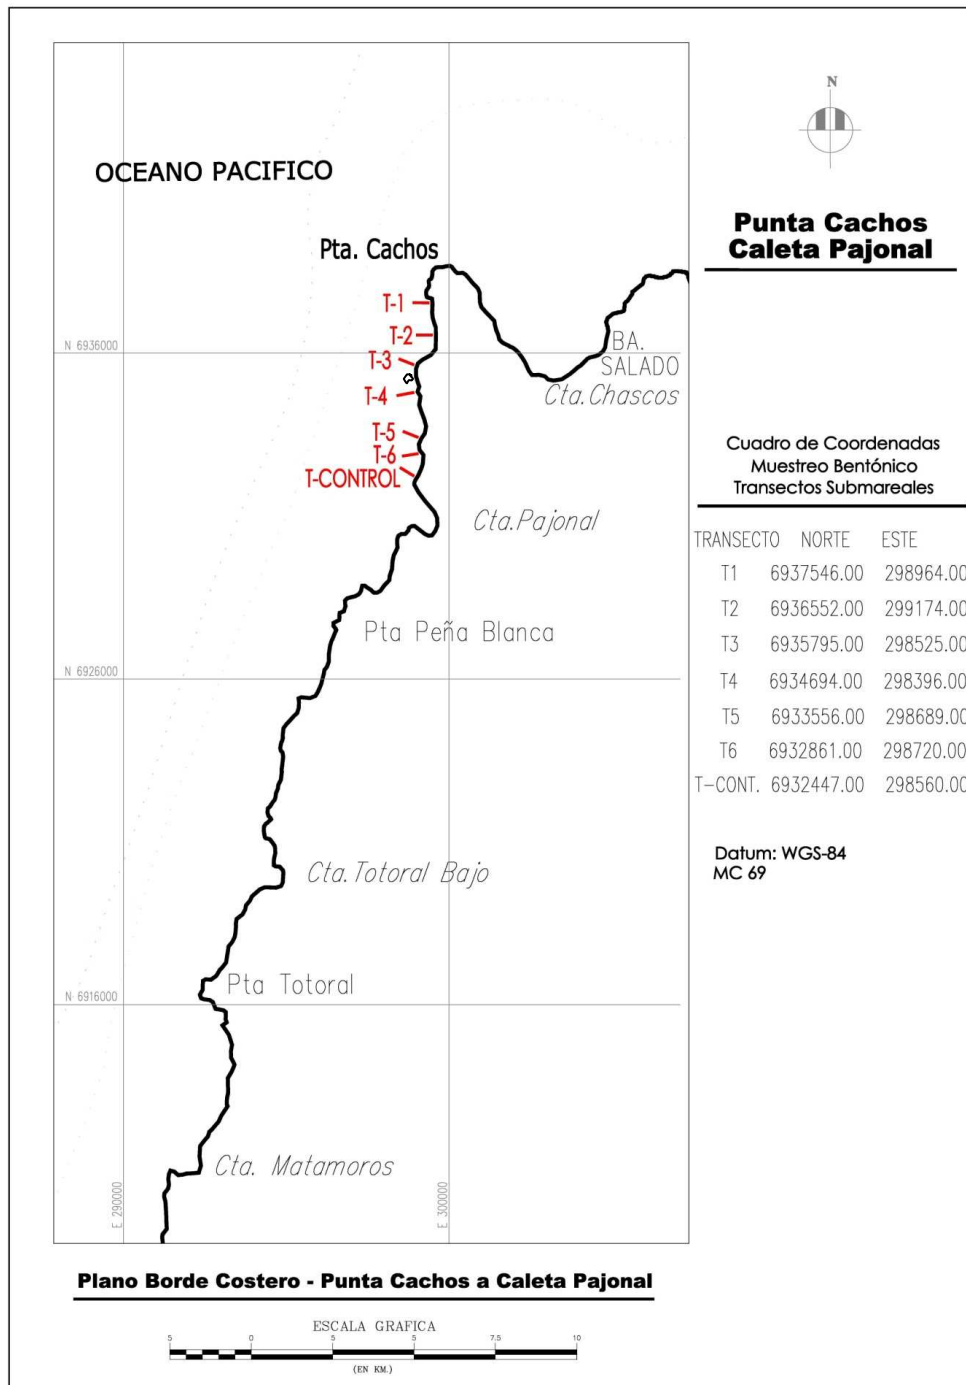 N
OCEANO PACIFICO
Punta Cachos
Caleta Pajonal
Pta. Cachos
T-1
T-2
N 6936000
T-3
T-4
T-5
T-6
T-CONTROL
BA.
SALADO
Cta.Chascos
Cta.Pajonal
Pta Peña Blanca
N 6926000
Cta.Totoral Bajo
Pta Totoral
N 6916000
Cta. Matamoros
E 290000
E 300000
Cuadro de Coordenadas
Muestreo Bentónico
Transectos Submareales
TRANSECTO NORTE ESTE
T1 6937546.00 298964.00
T2 6936552.00 299174.00
T3 6935795.00 298525.00
T4 6934694.00 298396.00
T5 6933556.00 298689.00
T6 6932861.00 298720.00
T-CONT. 6932447.00 298560.00
Datum: WGS-84
MC 69
Plano Borde Costero - Punta Cachos a Caleta Pajonal
ESCALA GRAFICA
5 0 5 5 7.5 10
(EN KM.)